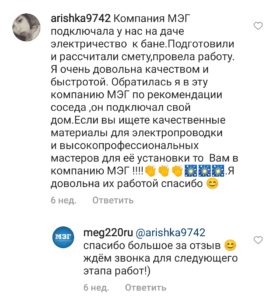 arishka9742 Компания МЭГ
подключала у нас на даче
электричество к бане.Подготовили
и рассчитали смету,провела работу.
Я очень довольна качеством и
быстротой. Обратилась я в эту
компанию МЭГ по рекомендации
соседа ,он подключал свой
дом.Если вы ищете качественные
материалы для электропроводки
и высокопрофессиональных
мастеров для её установки то Вам в
компанию МЭГ !!!!👏👏👏🎆🎆🎆.Я
довольна их работой спасибо 😊
6 нед. Ответить
МЭГ
meg220ru @arishka9742
спасибо большое за отзыв 😊
ждём звонка для следующего
этапа работ!)
6 нед. Ответить